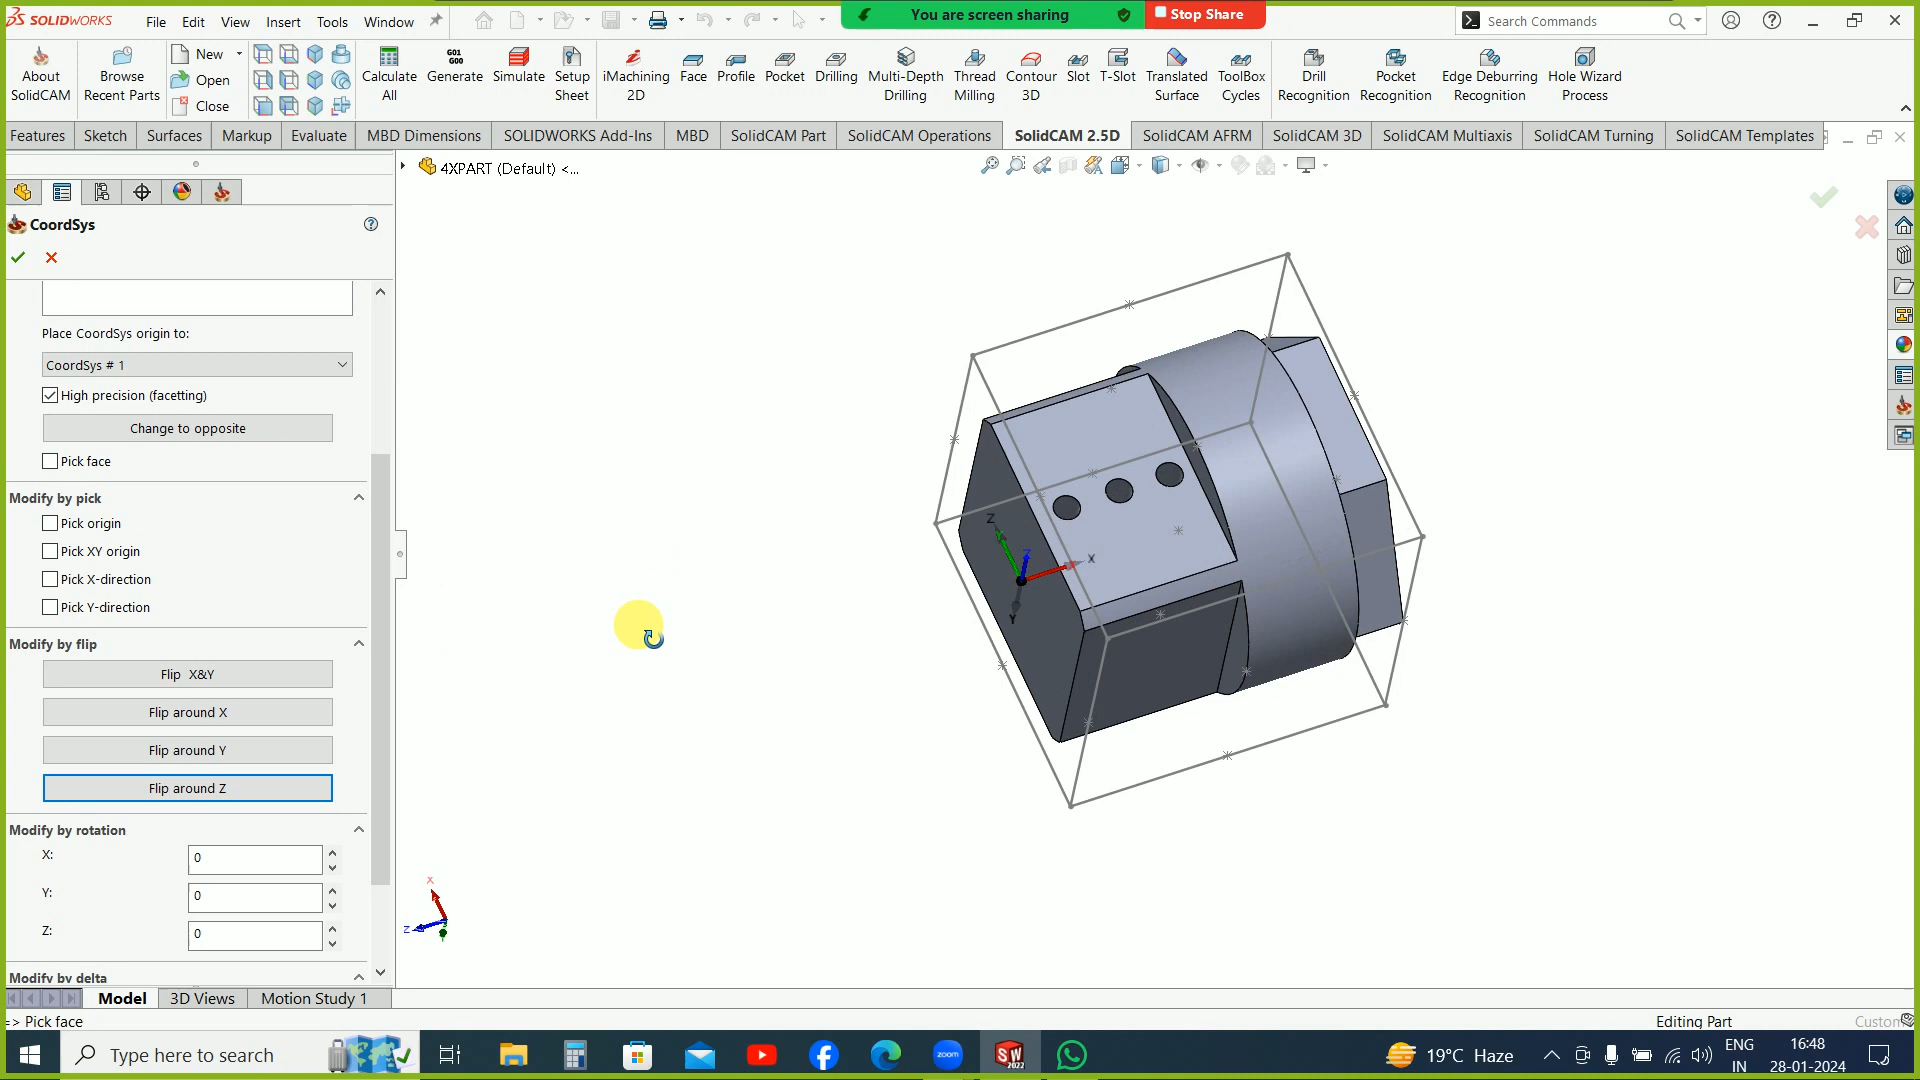 SOLIDWORKS
File Edit View Insert Tools Window
You are screen sharing
Stop Share
Search Commands
About SolidCAM
Browse Recent Parts
New
Open
Close
Calculate All
G01 G00
Generate
Simulate
Setup Sheet
iMachining 2D
Face
Profile
Pocket
Drilling
Multi-Depth Drilling
Thread Milling
Contour 3D
Slot
T-Slot
Translated Surface
ToolBox Cycles
Drill Recognition
Pocket Recognition
Edge Deburring Recognition
Hole Wizard Process
Features Sketch Surfaces Markup Evaluate MBD Dimensions SOLIDWORKS Add-Ins MBD SolidCAM Part SolidCAM Operations SolidCAM 2.5D SolidCAM AFRM SolidCAM 3D SolidCAM Multiaxis SolidCAM Turning SolidCAM Templates
4XPART (Default) <...
CoordSys
Place CoordSys origin to:
CoordSys # 1
High precision (facetting)
Change to opposite
Pick face
Modify by pick
Pick origin
Pick XY origin
Pick X-direction
Pick Y-direction
Modify by flip
Flip X&Y
Flip around X
Flip around Y
Flip around Z
Modify by rotation
X: 0
Y: 0
Z: 0
Modify by delta
Z
Z
X
Y
X
Z
Model 3D Views Motion Study 1
=> Pick face
Editing Part
Custom
Type here to search
zoom
SW 2022
19°C Haze
ENG IN
16:48
28-01-2024